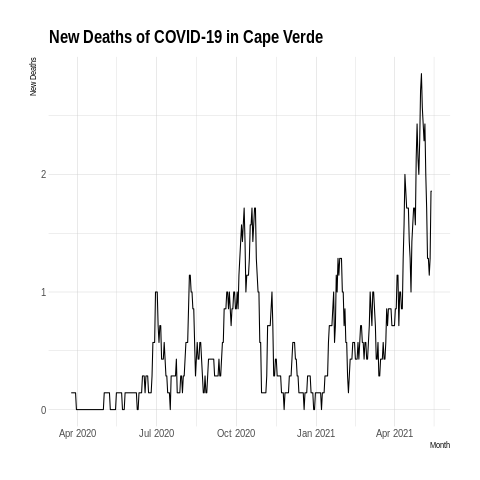 New Deaths of COVID-19 in Cape Verde
New Deaths
2
1
0
Apr 2020 Jul 2020 Oct 2020 Jan 2021 Apr 2021
Month